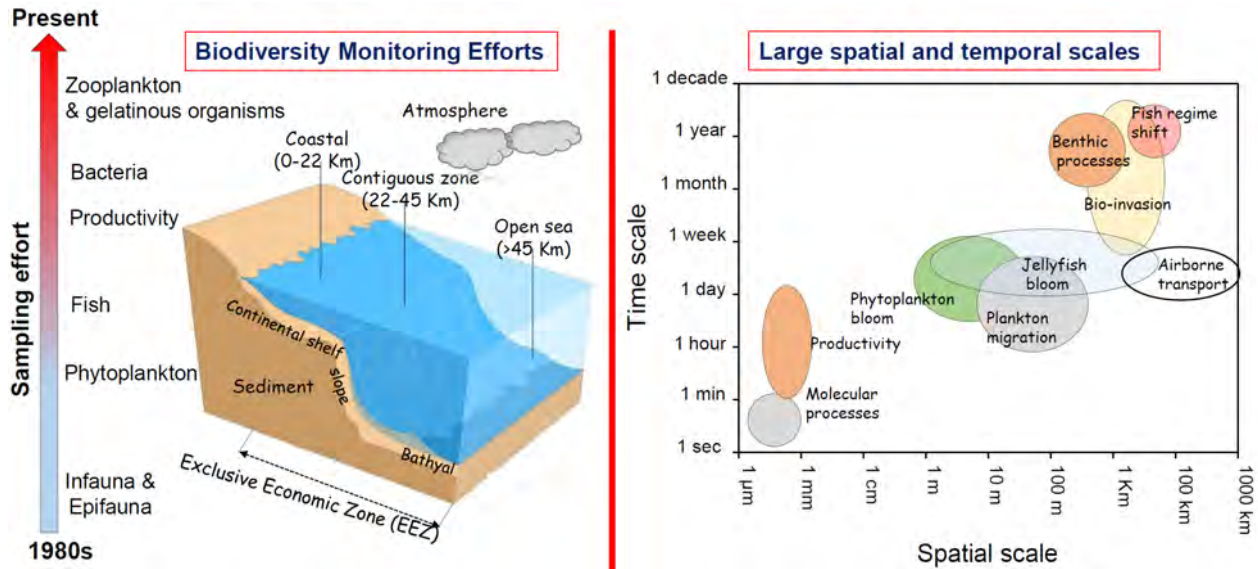 Present
Biodiversity Monitoring Efforts
Zooplankton
& gelatinous organisms
Bacteria
Productivity
Fish
Phytoplankton
Infauna &
Epifauna
Sampling effort
1980s
Atmosphere
Coastal
(0-22 Km)
Contiguous zone
(22-45 Km)
Open sea
(>45 Km)
Continental shelf
slope
Sediment
Bathyal
Exclusive Economic Zone (EEZ)
Large spatial and temporal scales
Time scale
1 decade
1 year
1 month
1 week
1 day
1 hour
1 min
1 sec
Fish regime
shift
Benthic
processes
Bio-invasion
Jellyfish
bloom
Airborne
transport
Phytoplankton
bloom
Plankton
migration
Productivity
Molecular
processes
1 µm
1 mm
1 cm
1 m
10 m
100 m
1 Km
100 km
1000 km
Spatial scale